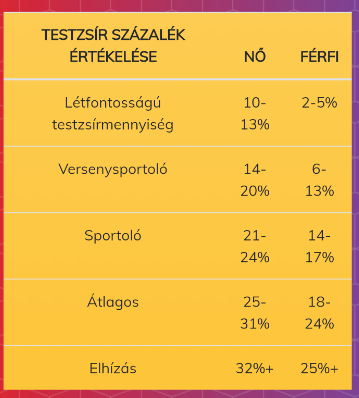 TESTZSÍR SZÁZALÉK
ÉRTÉKELÉSE NŐ FÉRFI
Létfontosságú 10- 2-5%
testzsírmennyiség 13%
Versenysportoló 14- 6-
20% 13%
Sportoló 21- 14-
24% 17%
Átlagos 25- 18-
31% 24%
Elhízás 32%+ 25%+